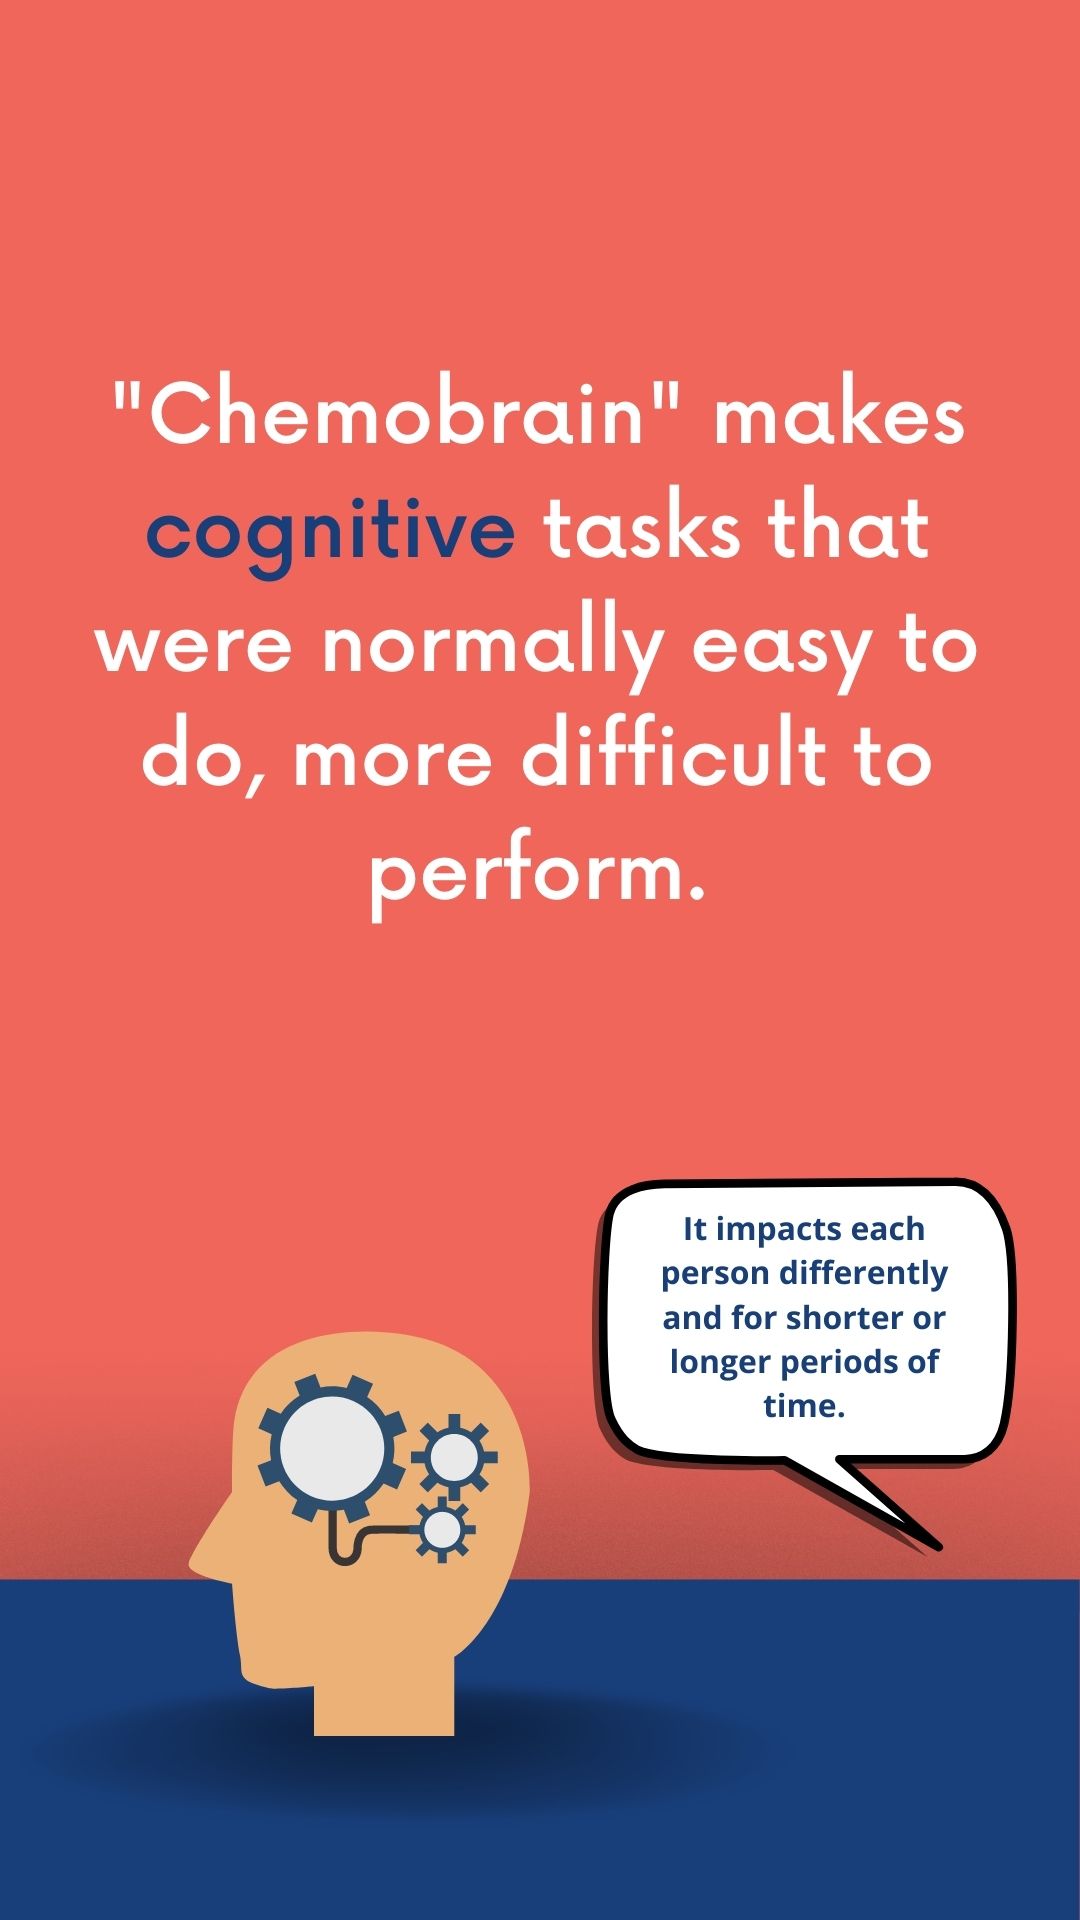 "Chemobrain" makes
cognitive tasks that
were normally easy to
do, more difficult to
perform.
It impacts each
person differently
and for shorter or
longer periods of
time.